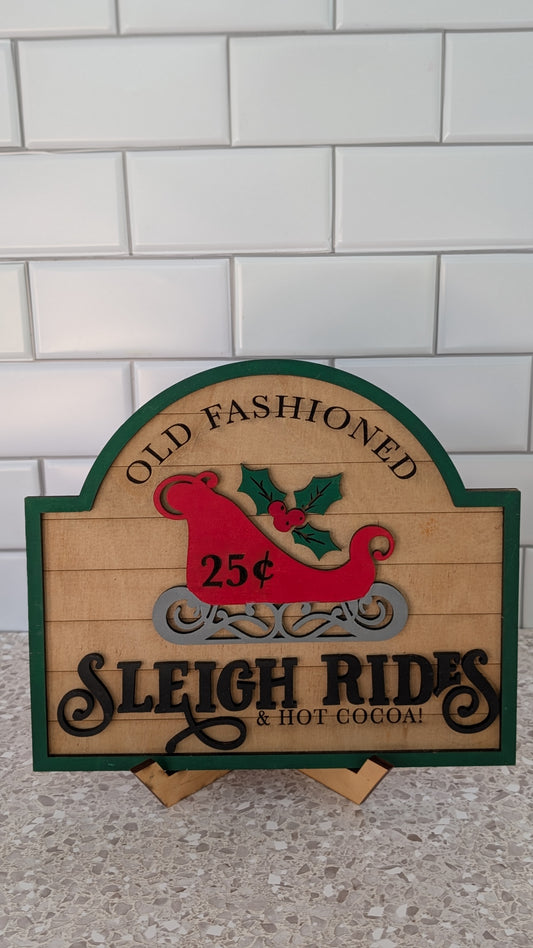 OLD FASHIONED
25¢
SLEIGH RIDES
& HOT COCOA!